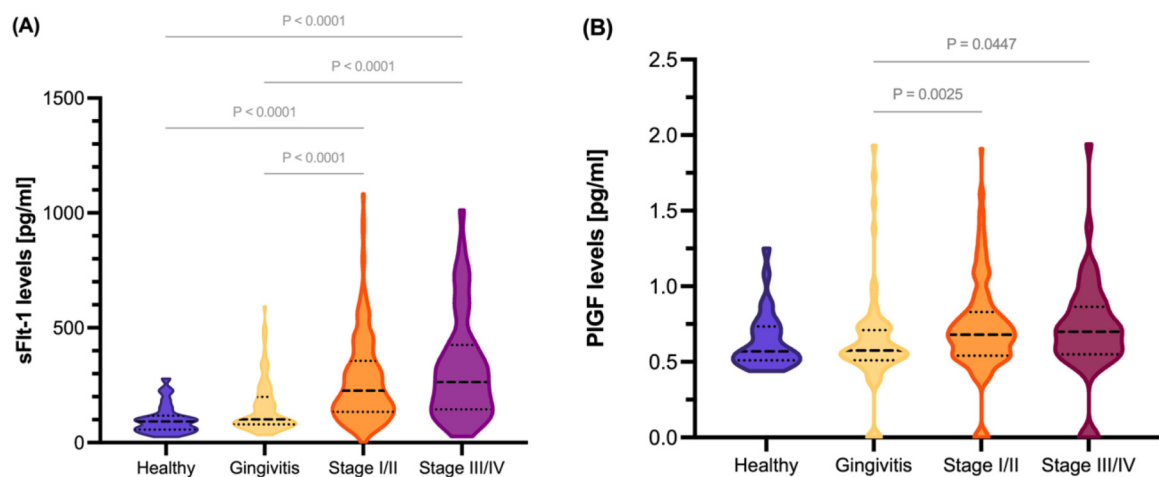 (A)
P < 0.0001
P < 0.0001
P < 0.0001
P < 0.0001
1500
1000
500
0
sFlt-1 levels [pg/ml]
Healthy Gingivitis Stage I/II Stage III/IV
(B)
P = 0.0447
P = 0.0025
2.5
2.0
1.5
1.0
0.5
0.0
PlGF levels [pg/ml]
Healthy Gingivitis Stage I/II Stage III/IV